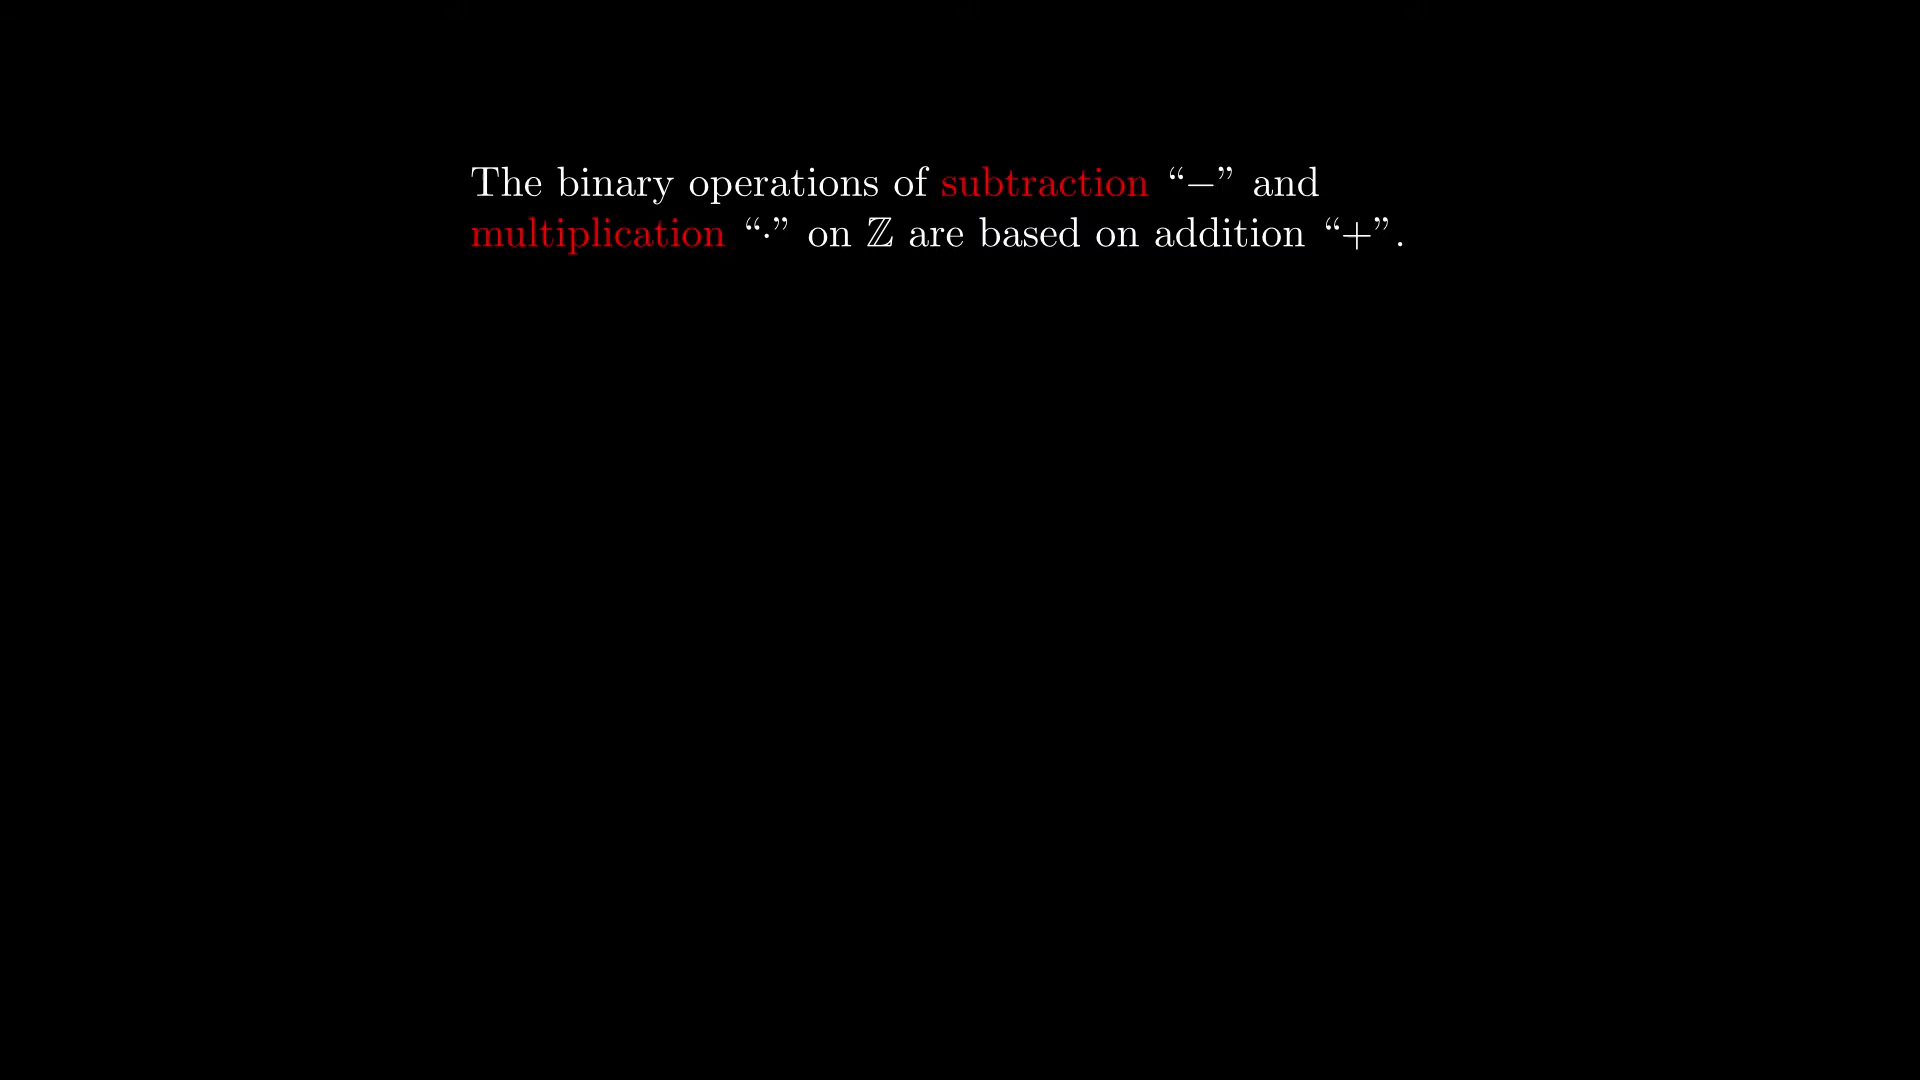 The binary operations of subtraction “−” and
multiplication “·” on ℤ are based on addition “+”.